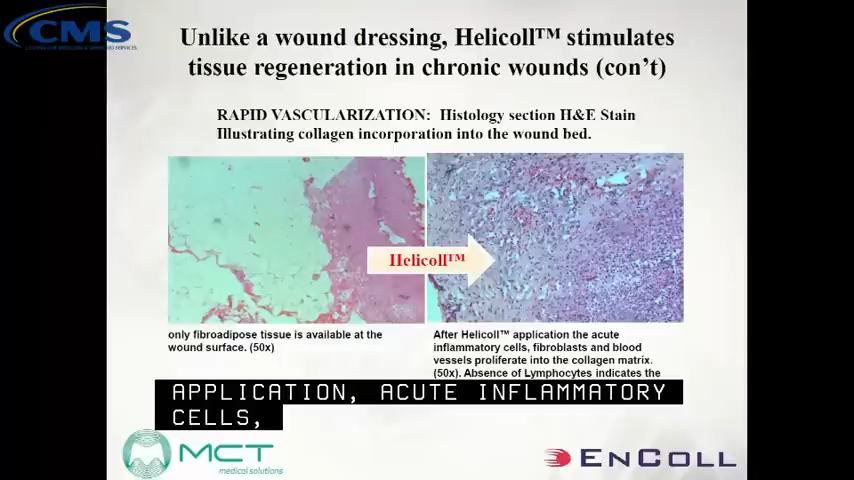 CMS
Unlike a wound dressing, Helicoll™ stimulates
tissue regeneration in chronic wounds (con’t)
RAPID VASCULARIZATION: Histology section H&E Stain
Illustrating collagen incorporation into the wound bed.
Helicoll™
only fibroadipose tissue is available at the
wound surface. (50x)
After Helicoll™ application the acute
inflammatory cells, fibroblasts and blood
vessels proliferate into the collagen matrix.
(50x). Absence of Lymphocytes indicates the
APPLICATION, ACUTE INFLAMMATORY
CELLS,
MCT
medical solutions
ENCOLL